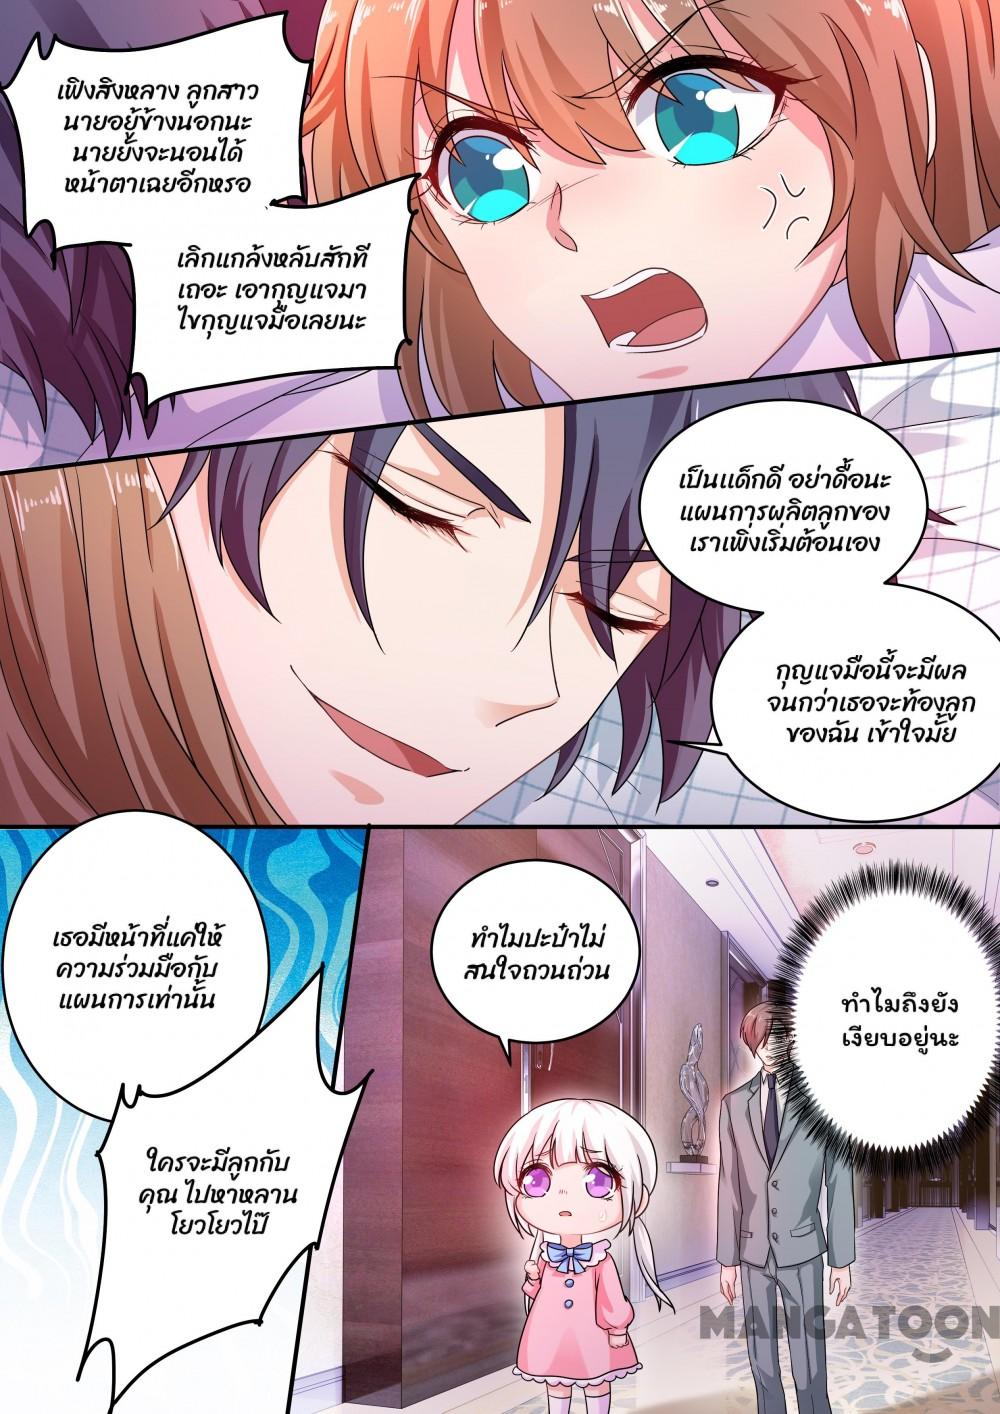 เฟิงสิงหลาง ลูกสาว
นายอยู่ข้างนอกนะ
นายยังจะนอนได้
หน้าตาเฉยอีกหรอ
เลิกแกล้งหลับสักที
เถอะ เอากุญแจมา
ไขกุญแจมือเลยนะ
เป็นแด็กดี อย่าดื้อนะ
แผนการผลิตลูกของ
เราเพิ่งเริ่มต้อนเอง
กุญแจมือนี้จะมีผล
จนกว่าเธอจะท้องลูก
ของฉัน เข้าใจมั้ย
เธอมีหน้าที่แค่ให้
ความร่วมมือกับ
แผนการเท่านั้น
ทำไมปะป๋าไม่
สนใจถวนถ่วน
ทำไมถึงยัง
เงียบอยู่นะ
ใครจะมีลูกกับ
คุณ ไปหาหลาน
โยวโยวไป๊
MANGATOON